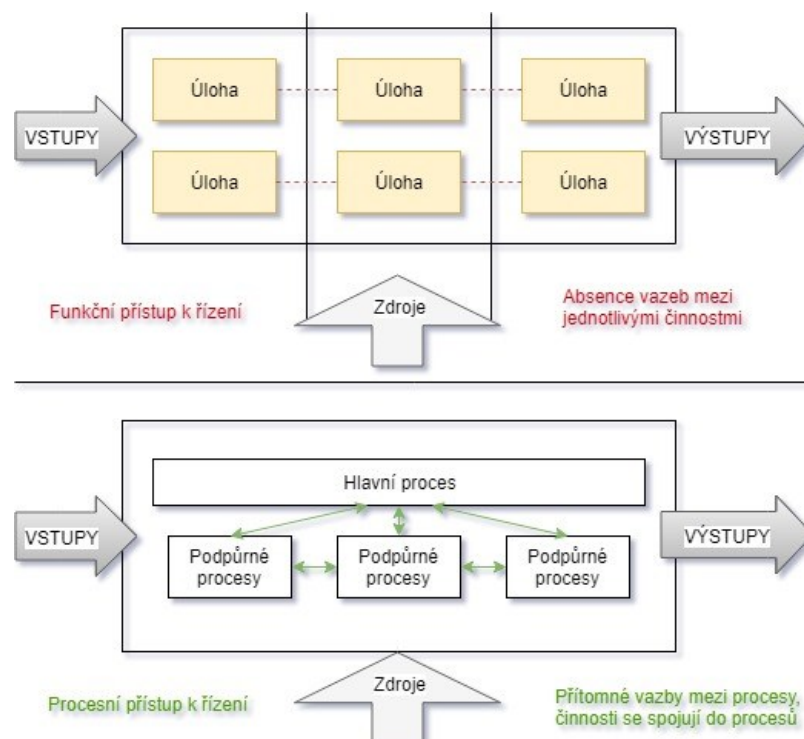 Úloha
Úloha
Úloha
VSTUPY
VÝSTUPY
Úloha
Úloha
Úloha
Funkční přístup k řízení
Zdroje
Absence vazeb mezi
jednotlivými činnostmi
Hlavní proces
VSTUPY
VÝSTUPY
Podpůrné
procesy
Podpůrné
procesy
Podpůrné
procesy
Procesní přístup k řízení
Zdroje
Přítomné vazby mezi procesy,
činnosti se spojují do procesů